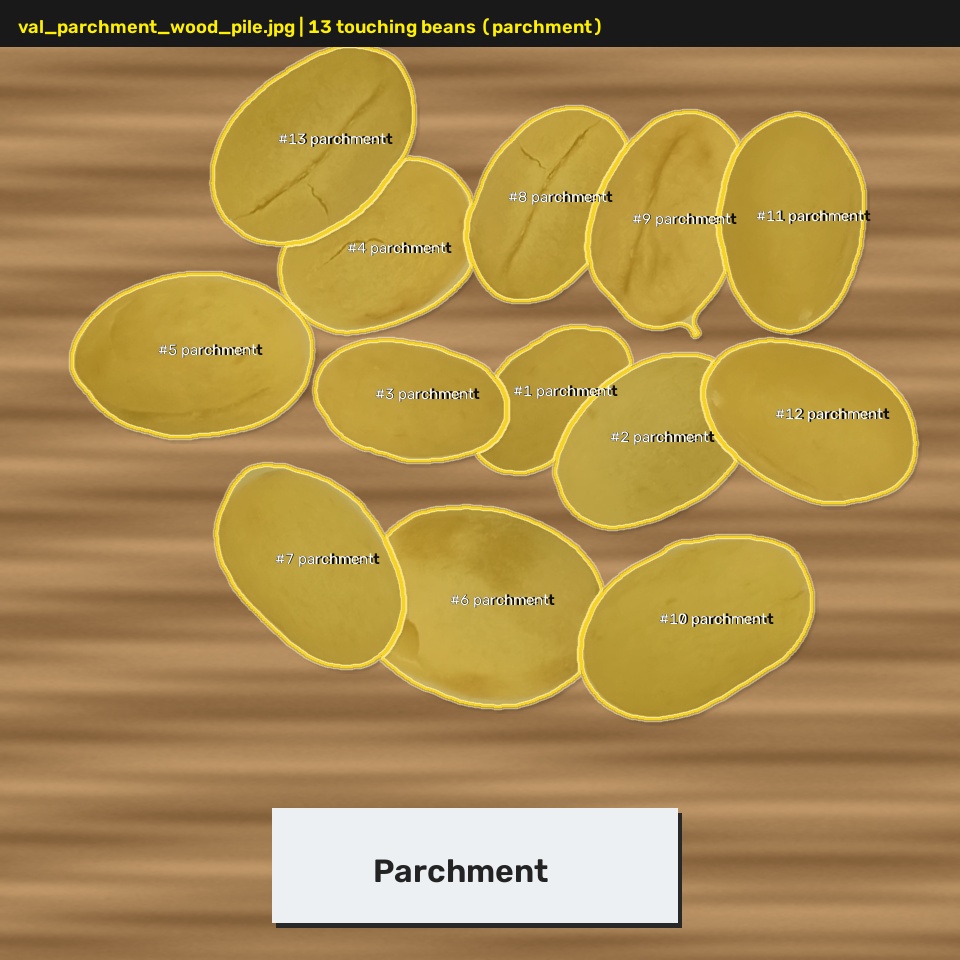 val_parchment_wood_pile.jpg | 13 touching beans (parchment)
#13 parchment
#8 parchment
#11 parchment
#9 parchment
#4 parchment
#5 parchment
#1 parchment
#3 parchment
#12 parchment
#2 parchment
#7 parchment
#6 parchment
#10 parchment
Parchment